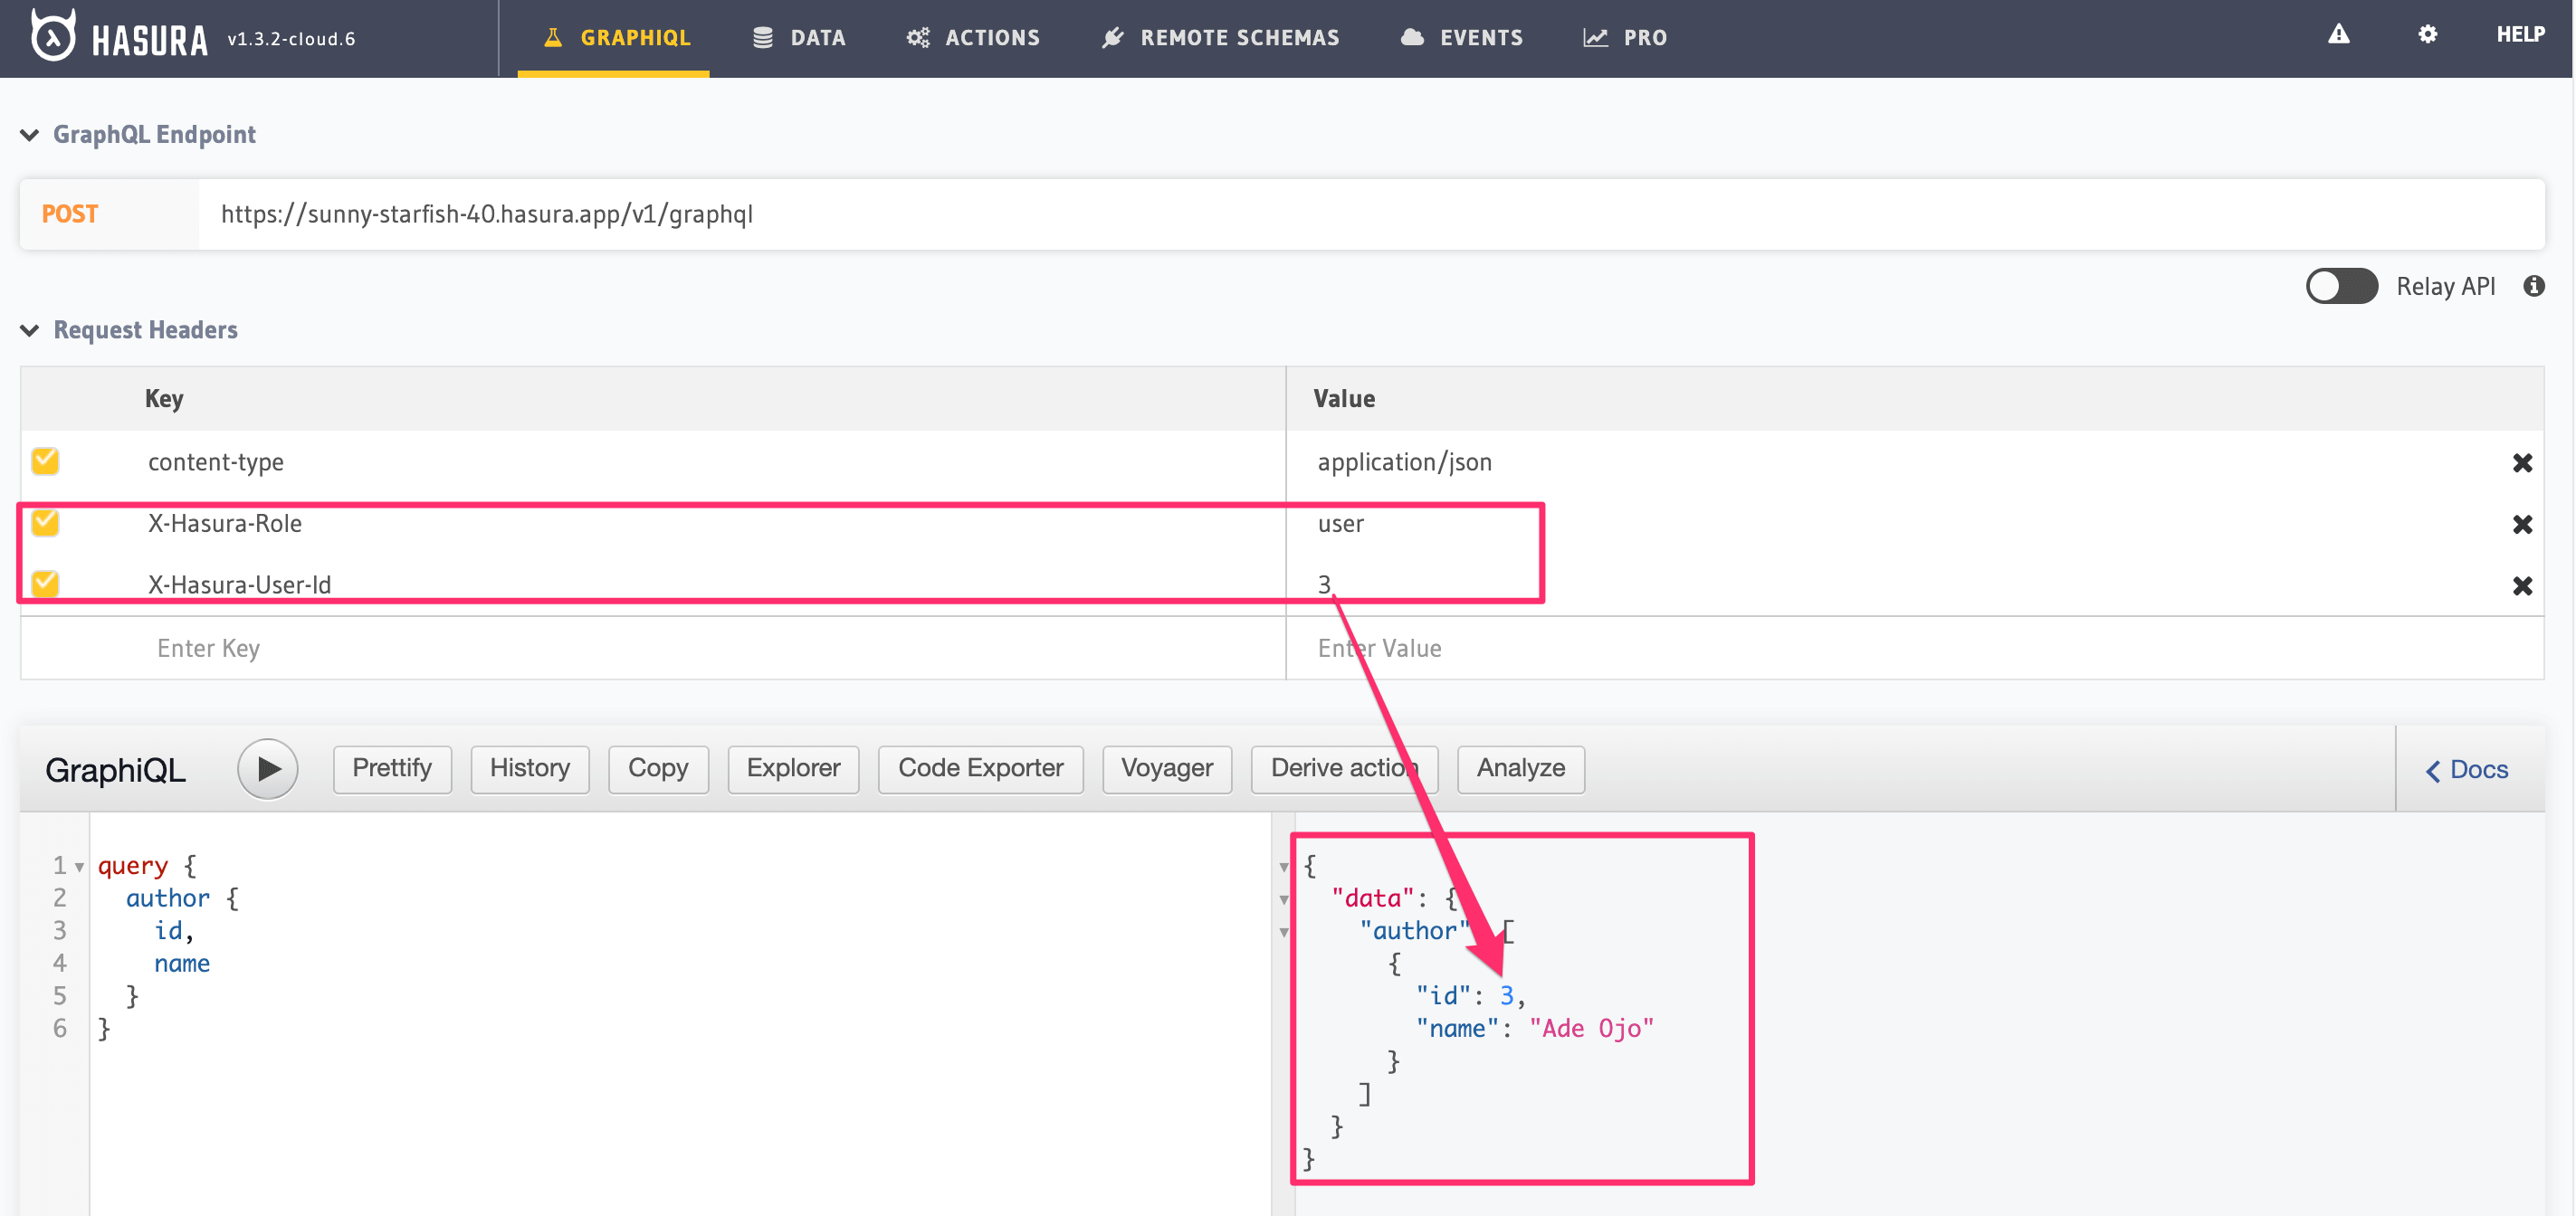 HASURA v1.3.2-cloud.6 GRAPHIQL DATA ACTIONS REMOTE SCHEMAS EVENTS PRO HELP
GraphQL Endpoint
POST https://sunny-starfish-40.hasura.app/v1/graphql
Relay API
Request Headers
Key Value
content-type application/json
X-Hasura-Role user
X-Hasura-User-Id 3
Enter Key Enter Value
GraphiQL Prettify History Copy Explorer Code Exporter Voyager Derive action Analyze Docs
1 query {
2 author {
3 id,
4 name
5 }
6 }
{
"data": {
"author" [
{
"id": 3,
"name": "Ade Ojo"
}
]
}
}